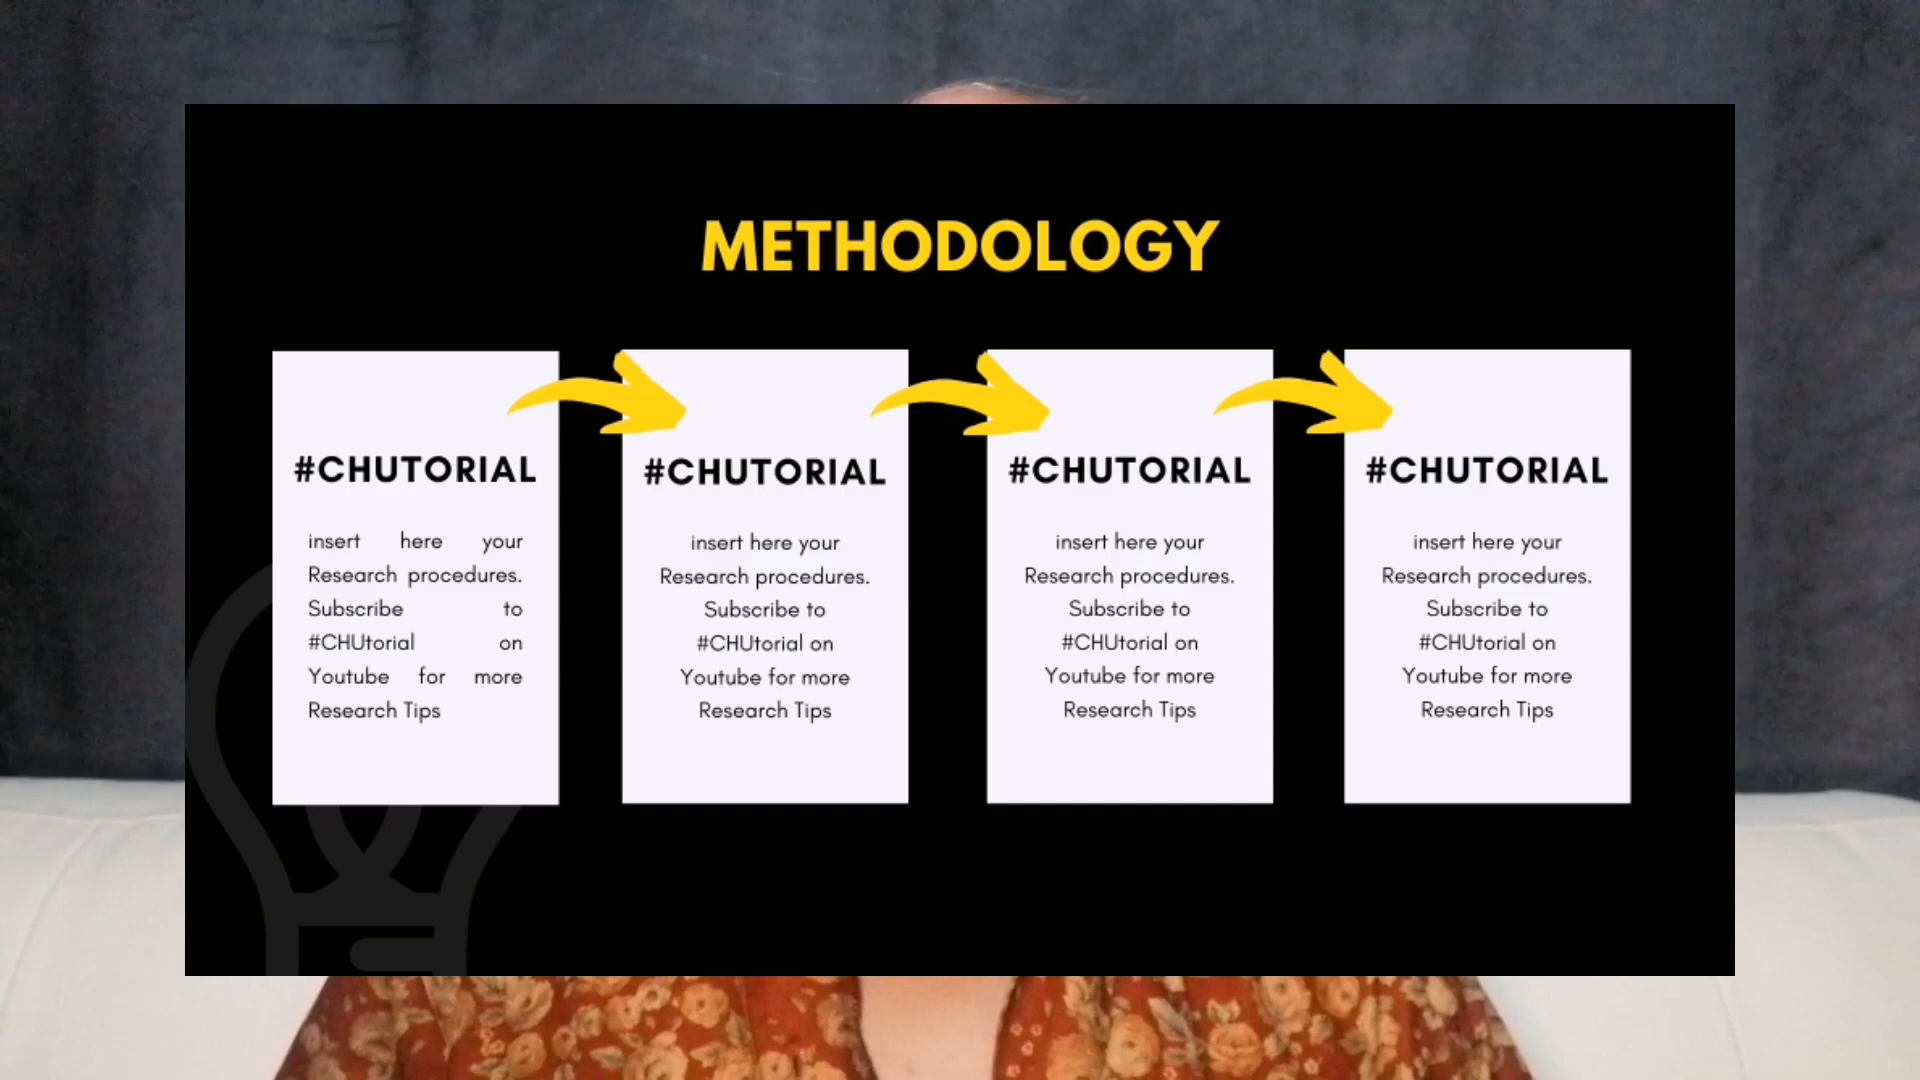 METHODOLOGY
#CHUTORIAL
insert here your
Research procedures.
Subscribe to
#CHUtorial on
Youtube for more
Research Tips
#CHUTORIAL
insert here your
Research procedures.
Subscribe to
#CHUtorial on
Youtube for more
Research Tips
#CHUTORIAL
insert here your
Research procedures.
Subscribe to
#CHUtorial on
Youtube for more
Research Tips
#CHUTORIAL
insert here your
Research procedures.
Subscribe to
#CHUtorial on
Youtube for more
Research Tips